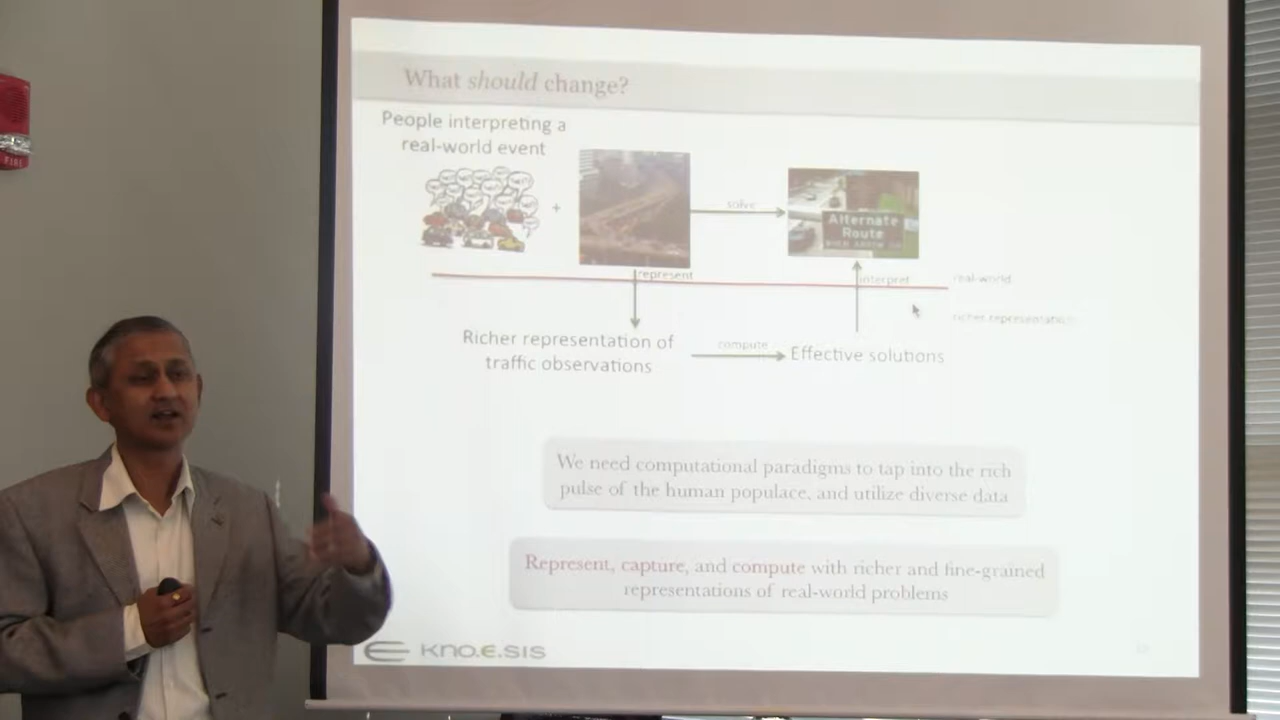 What should change?
People interpreting a
real-world event
+
solve
Alternate
Route
represent
interpret
real-world
richer representation
Richer representation of
traffic observations
compute
Effective solutions
We need computational paradigms to tap into the rich
pulse of the human populace, and utilize diverse data
Represent, capture, and compute with richer and fine-grained
representations of real-world problems
KNO.E.SIS
FIRE